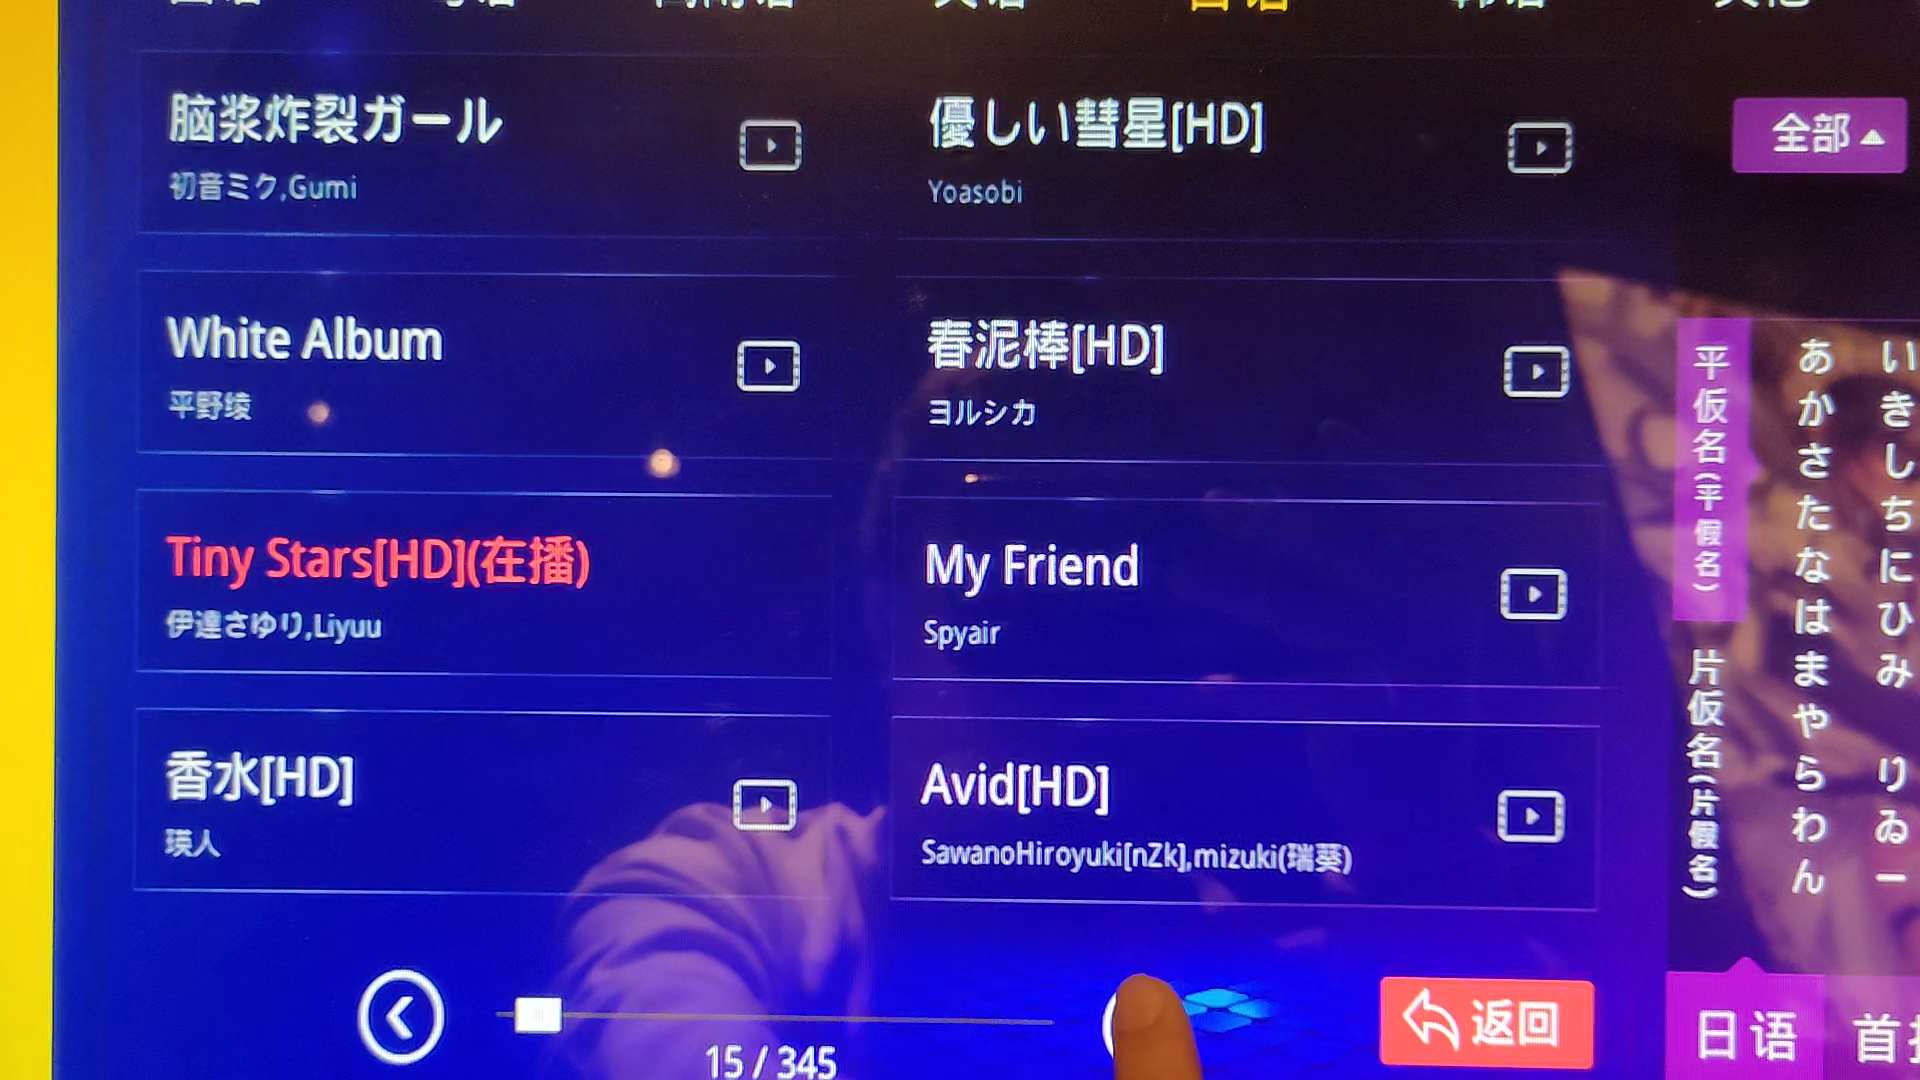 日语
脑浆炸裂ガール
初音ミク,Gumi
優しい彗星[HD]
Yoasobi
全部
White Album
平野绫
春泥棒[HD]
ヨルシカ
Tiny Stars[HD](在播)
伊達さゆり,Liyuu
My Friend
Spyair
香水[HD]
瑛人
Avid[HD]
SawanoHiroyuki[nZk],mizuki(瑞葵)
平仮名(平假名)
片仮名(片假名)
あかさたなはまやらわん
いきしちにひみ りゐー
15 / 345
返回
日语
首